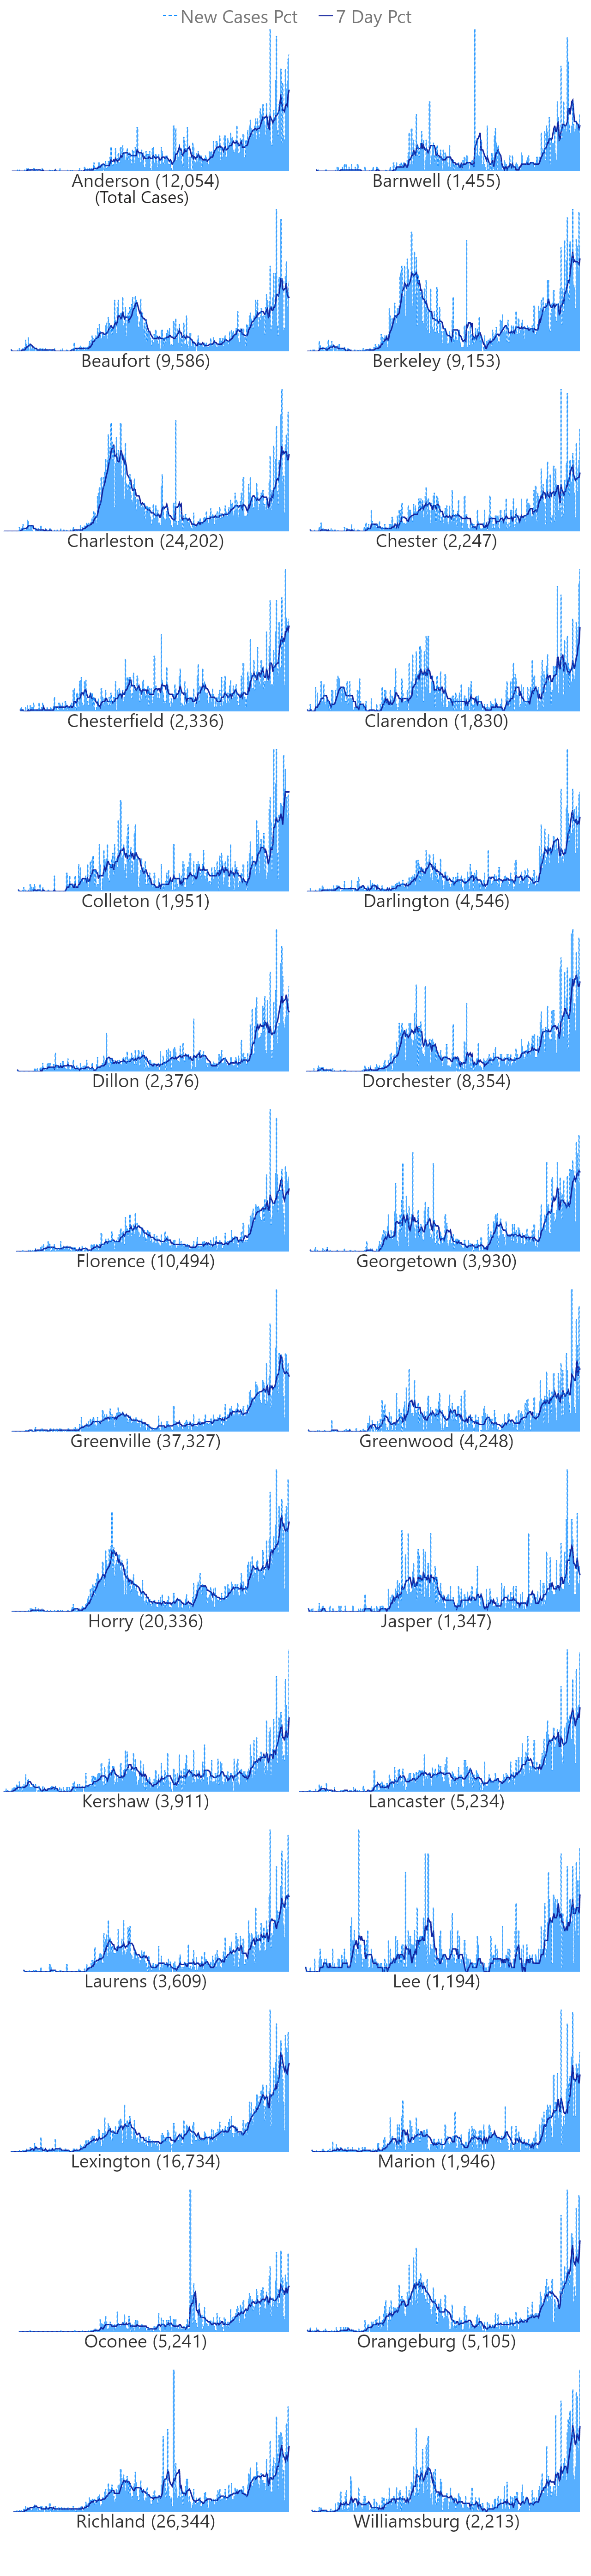 New Cases Pct 7 Day Pct
Anderson (12,054)
(Total Cases)
Barnwell (1,455)
Beaufort (9,586)
Berkeley (9,153)
Charleston (24,202)
Chester (2,247)
Chesterfield (2,336)
Clarendon (1,830)
Colleton (1,951)
Darlington (4,546)
Dillon (2,376)
Dorchester (8,354)
Florence (10,494)
Georgetown (3,930)
Greenville (37,327)
Greenwood (4,248)
Horry (20,336)
Jasper (1,347)
Kershaw (3,911)
Lancaster (5,234)
Laurens (3,609)
Lee (1,194)
Lexington (16,734)
Marion (1,946)
Oconee (5,241)
Orangeburg (5,105)
Richland (26,344)
Williamsburg (2,213)